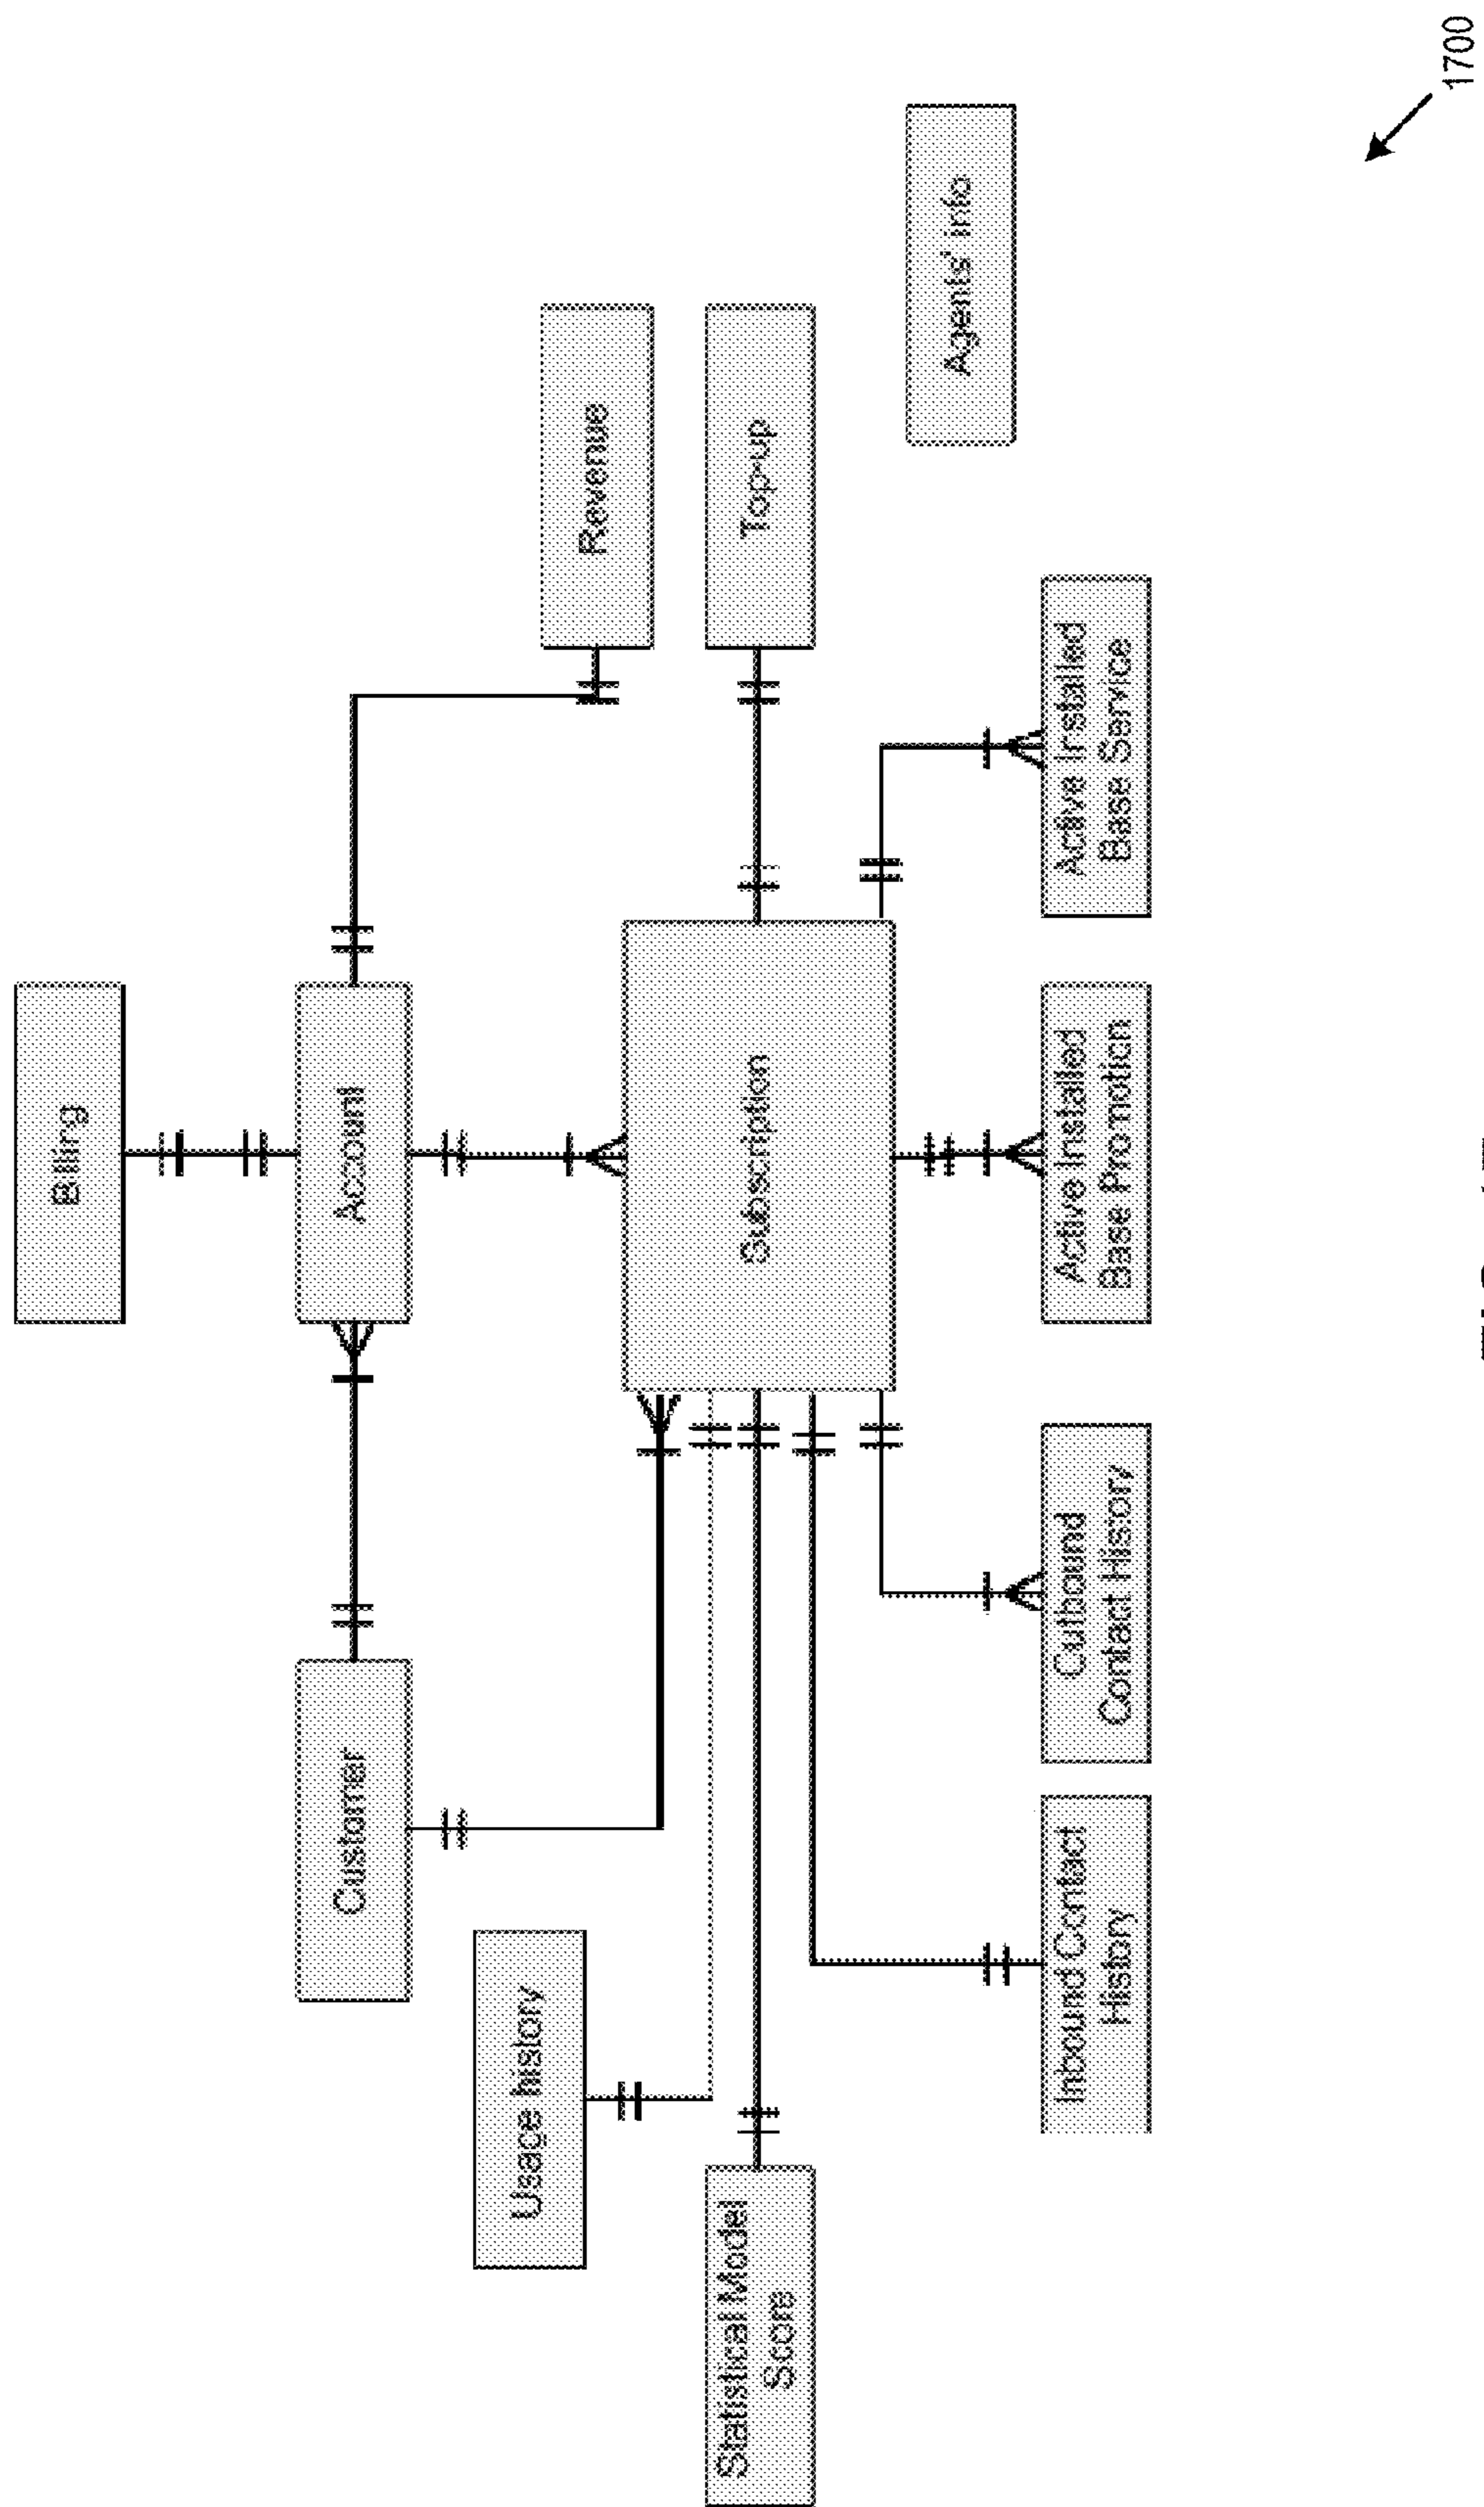 Billing
Customer
Account
Usage history
Revenue
Statistical Model
Score
Subscription
Top-up
Agents' info
Inbound Contact
History
Outbound
Contact History
Active Installed
Base Promotion
Active Installed
Base Service
1700